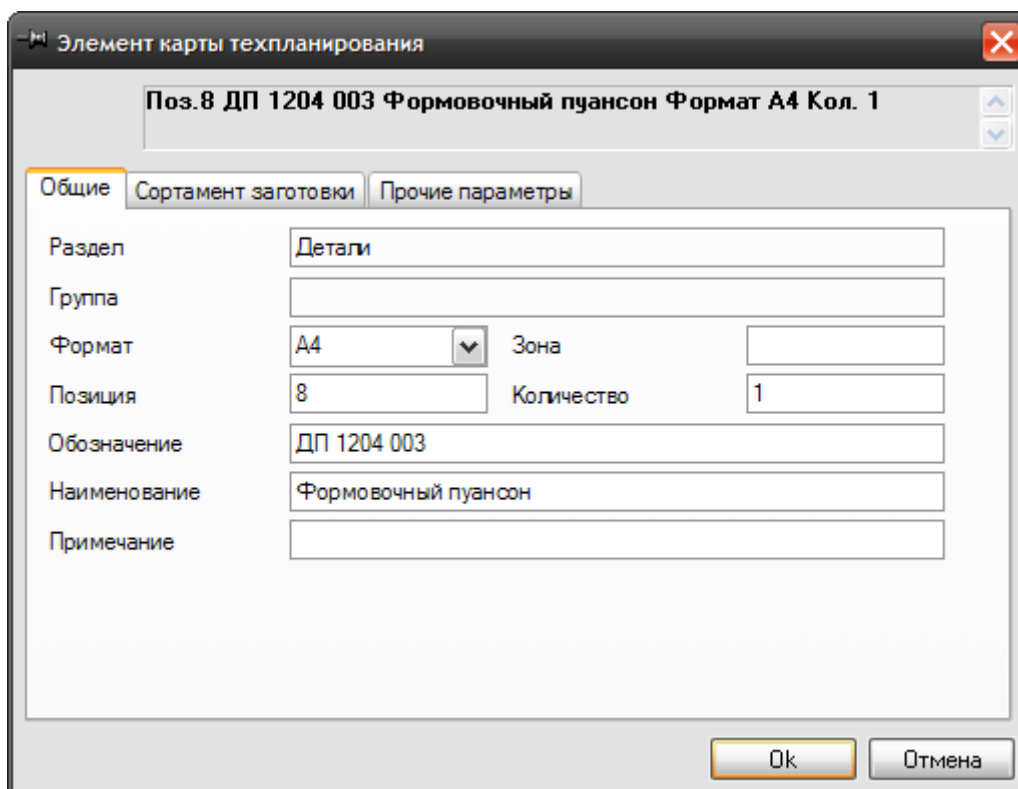 Элемент карты техпланирования
Поз.8 ДП 1204 003 Формовочный пуансон Формат А4 Кол. 1
Общие Сортамент заготовки Прочие параметры
Раздел Детали
Группа
Формат А4 Зона
Позиция 8 Количество 1
Обозначение ДП 1204 003
Наименование Формовочный пуансон
Примечание
Ok Отмена